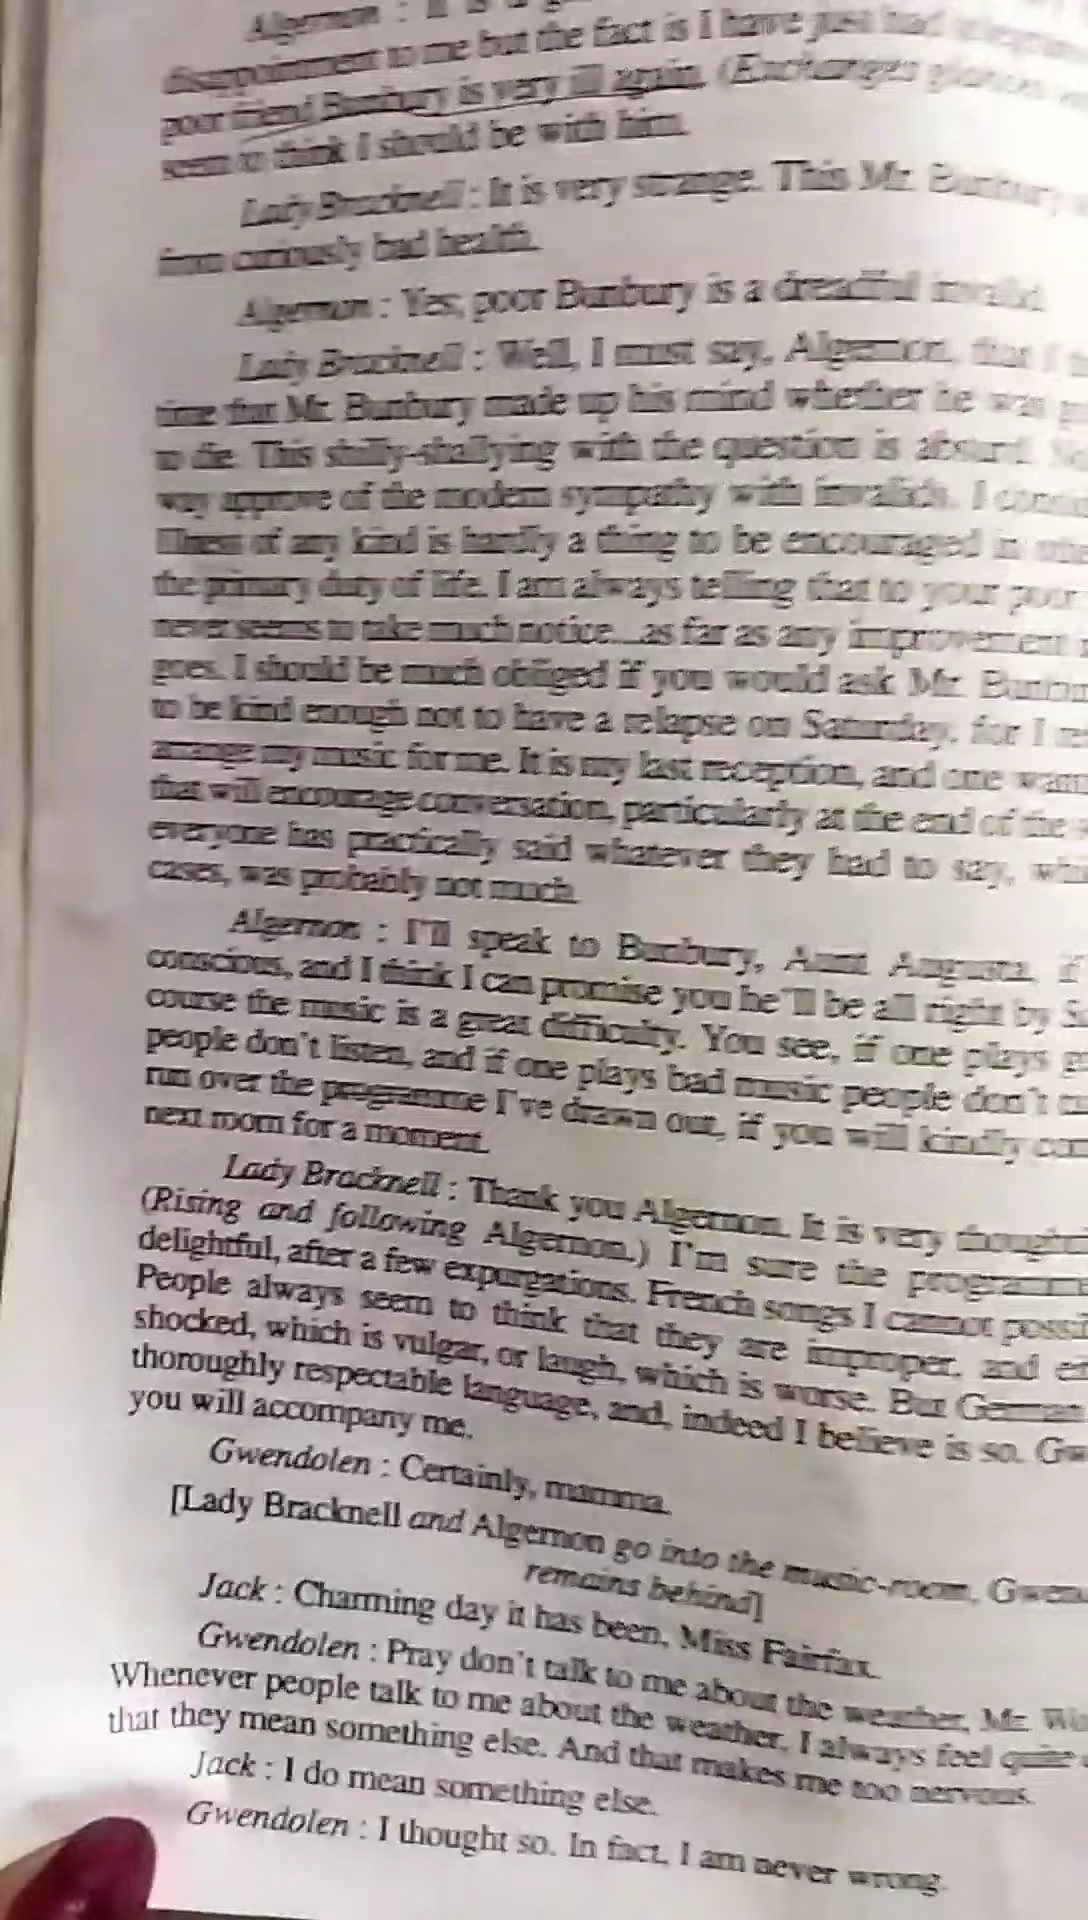 Algernon : It is a
disappointment to me but the fact is I have just had
poor friend Bunbury is very ill again. (Exchanges glances
seem to think I should be with him.
Lady Bracknell : It is very strange. This Mr. Bunbury
from curiously bad health.
Algernon : Yes; poor Bunbury is a dreadful invalid.
Lady Bracknell : Well, I must say, Algernon, that I
time that Mr. Bunbury made up his mind whether he was
to die. This shilly-shallying with the question is absurd.
way approve of the modern sympathy with invalids. I
Illness of any kind is hardly a thing to be encouraged in
the primary duty of life. I am always telling that to your poor
never seems to take much notice...as far as any improvement
goes. I should be much obliged if you would ask Mr.
to be kind enough not to have a relapse on Saturday, for I
arrange my music for me. It is my last reception, and one
that will encourage conversation, particularly at the end of the
everyone has practically said whatever they had to say,
cases, was probably not much.
Algernon : I'll speak to Bunbury, Aunt Augusta, if
conscious, and I think I can promise you he'll be all right by
course the music is a great difficulty. You see, if one plays
people don't listen, and if one plays bad music people don't
run over the programme I've drawn out, if you will kindly
next room for a moment.
Lady Bracknell : Thank you Algernon. It is very
(Rising and following Algernon.) I'm sure the
delightful, after a few expurgations. French songs I cannot
People always seem to think that they are improper, and
shocked, which is vulgar, or laugh, which is worse. But German
thoroughly respectable language, and, indeed I believe is so.
you will accompany me.
Gwendolen : Certainly, mamma.
[Lady Bracknell and Algernon go into the music-room,
remains behind]
Jack : Charming day it has been, Miss Fairfax.
Gwendolen : Pray don't talk to me about the weather, Mr.
Whenever people talk to me about the weather, I always feel quite
that they mean something else. And that makes me too nervous.
Jack : I do mean something else.
Gwendolen : I thought so. In fact, I am never wrong.